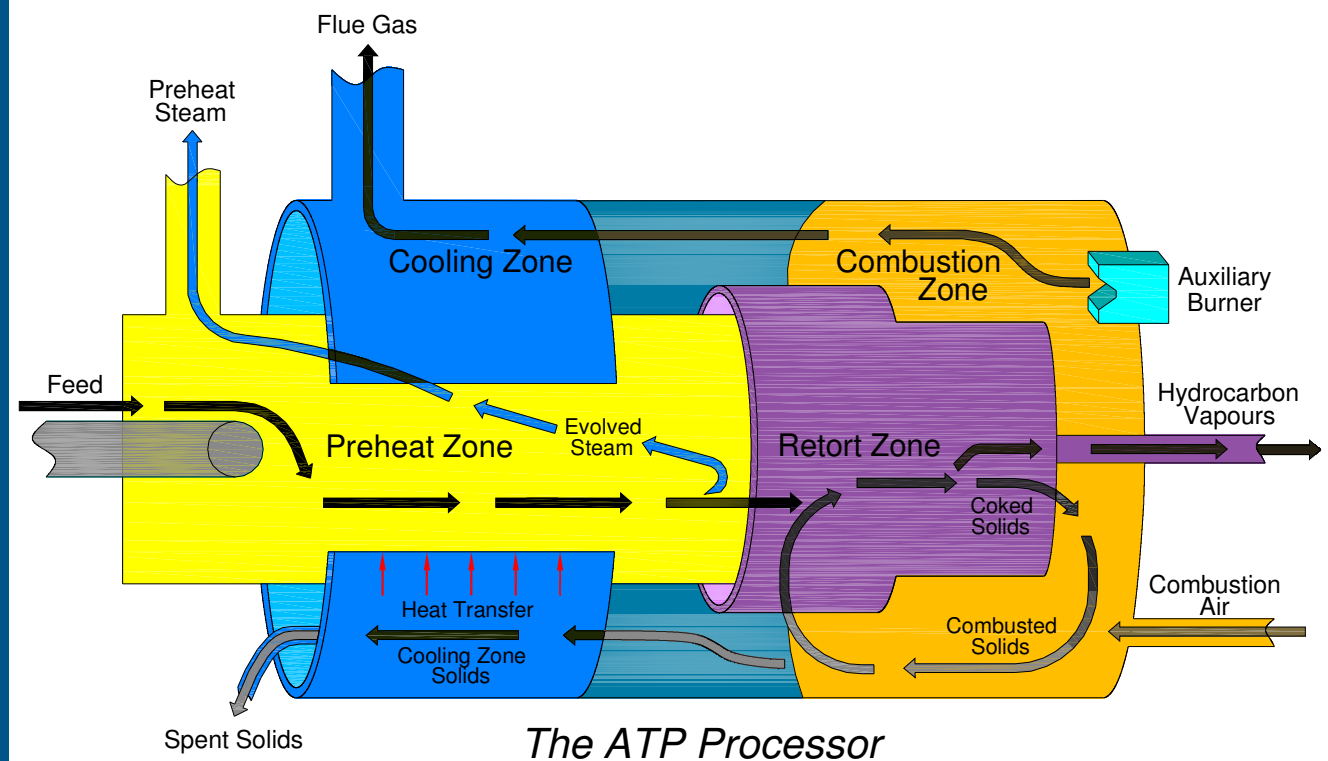 Flue Gas
Preheat
Steam
Cooling Zone
Combustion
Zone
Auxiliary
Burner
Feed
Hydrocarbon
Vapours
Preheat Zone
Evolved
Steam
Retort Zone
Coked
Solids
Heat Transfer
Combustion
Air
Cooling Zone
Solids
Combusted
Solids
Spent Solids
The ATP Processor